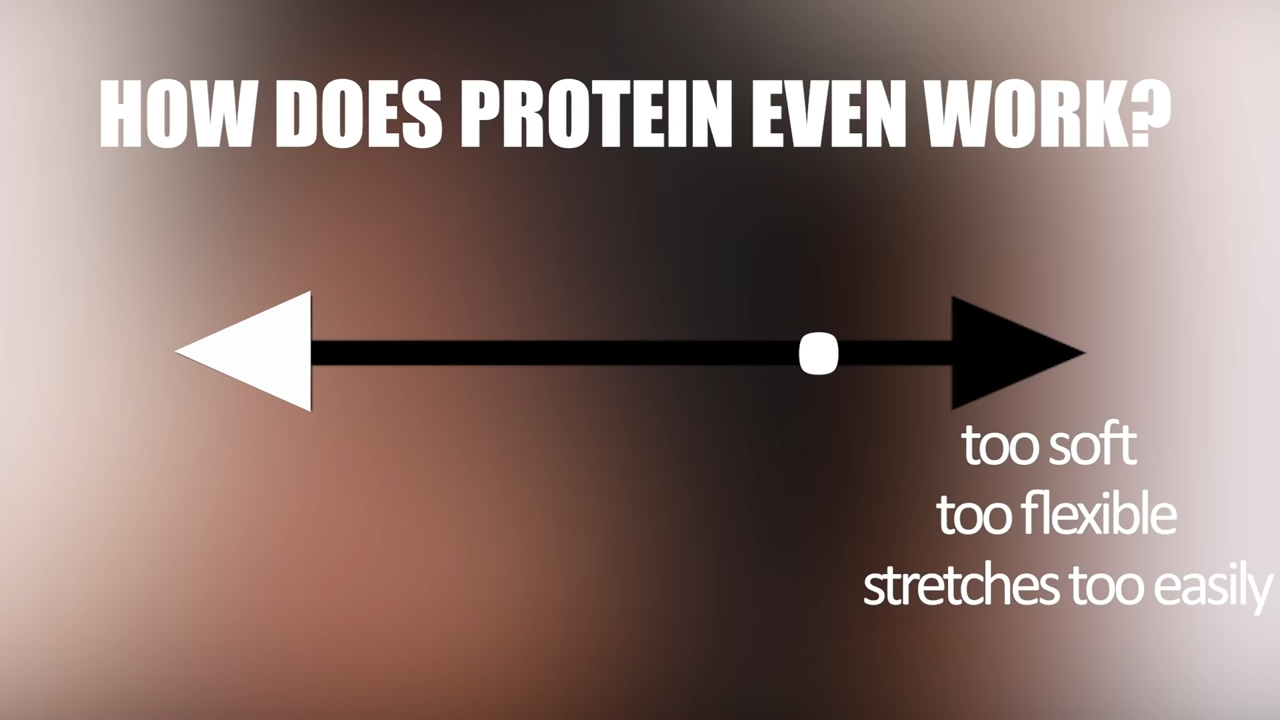 HOW DOES PROTEIN EVEN WORK?
too soft
too flexible
stretches too easily